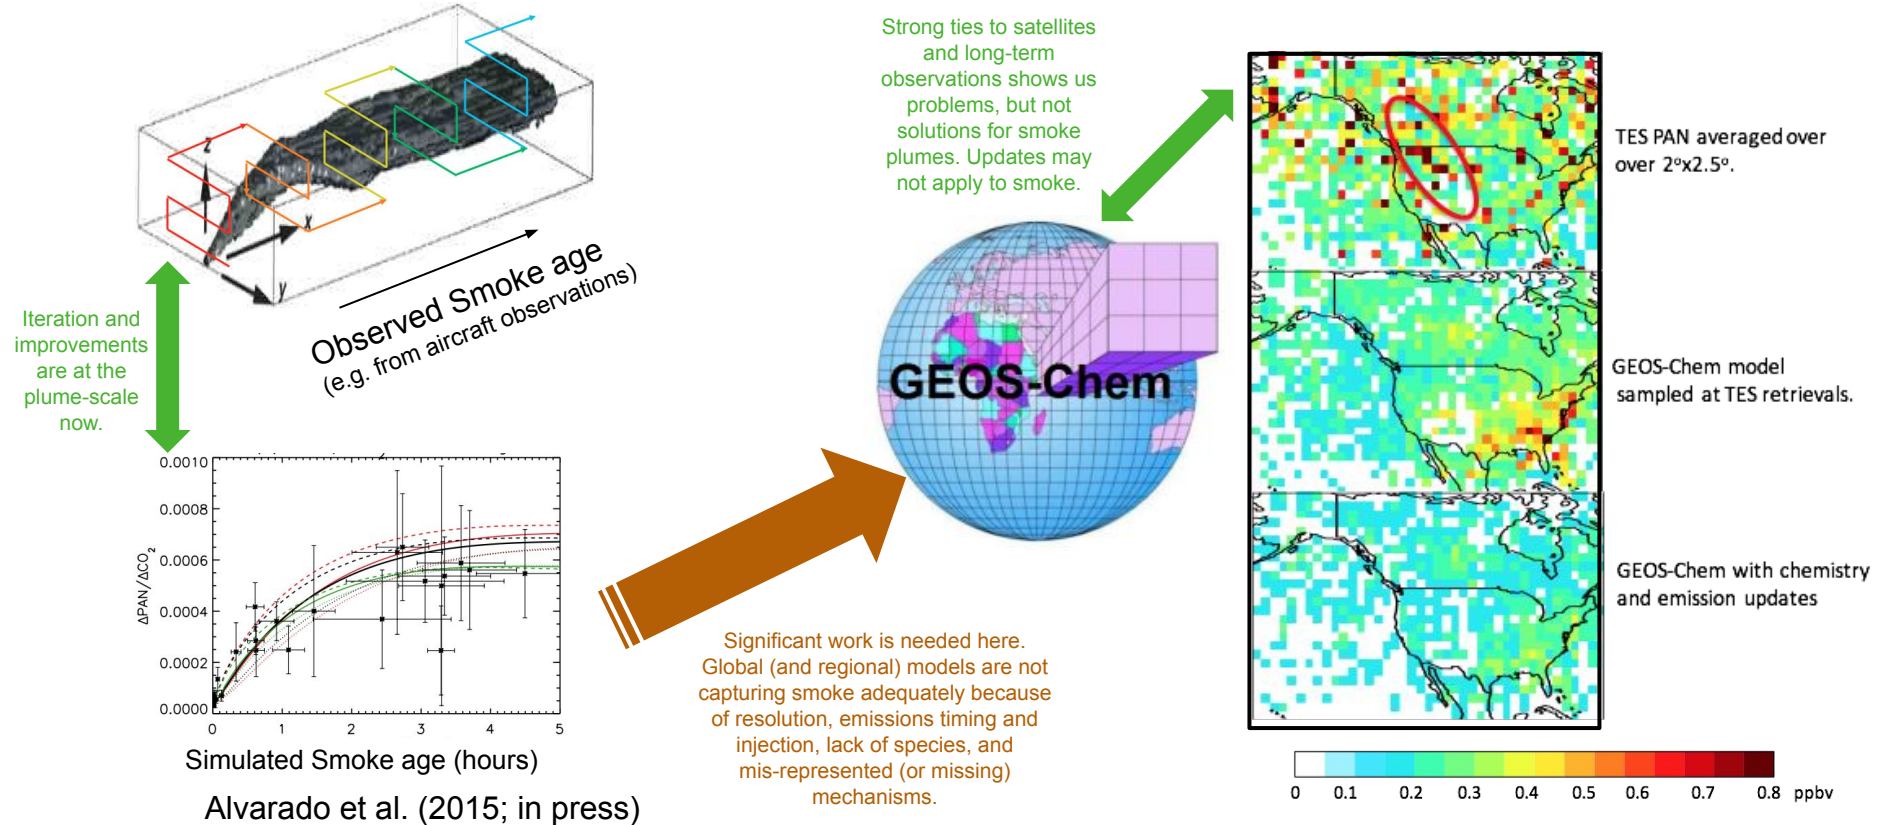 z
x
y
Observed Smoke age
(e.g. from aircraft observations)
Iteration and
improvements
are at the
plume-scale
now.
0.0010
0.0008
0.0006
0.0004
0.0002
0.0000
ΔPAN/ΔCO2
0 1 2 3 4 5
Simulated Smoke age (hours)
Alvarado et al. (2015; in press)
Strong ties to satellites
and long-term
observations shows us
problems, but not
solutions for smoke
plumes. Updates may
not apply to smoke.
GEOS-Chem
Significant work is needed here.
Global (and regional) models are not
capturing smoke adequately because
of resolution, emissions timing and
injection, lack of species, and
mis-represented (or missing)
mechanisms.
TES PAN averaged over
over 2°x2.5°.
GEOS-Chem model
sampled at TES retrievals.
GEOS-Chem with chemistry
and emission updates
0 0.1 0.2 0.3 0.4 0.5 0.6 0.7 0.8 ppbv